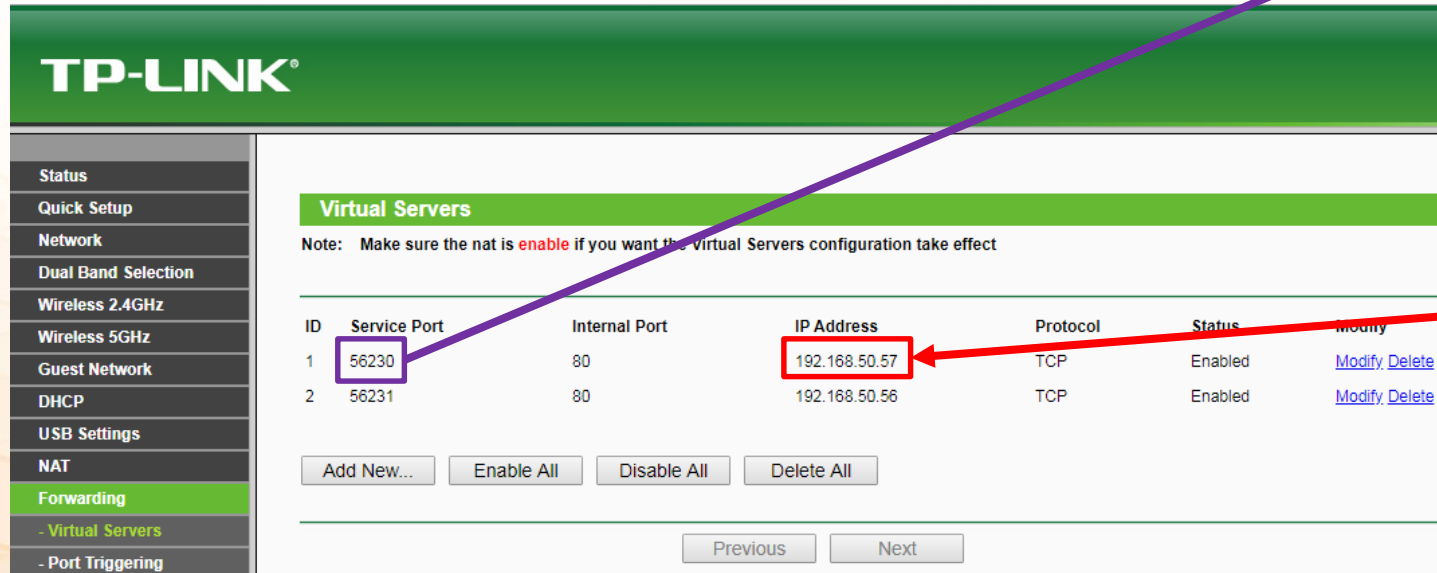 TP-LINK®
Status
Quick Setup
Network
Dual Band Selection
Wireless 2.4GHz
Wireless 5GHz
Guest Network
DHCP
USB Settings
NAT
Forwarding
- Virtual Servers
- Port Triggering
Virtual Servers
Note: Make sure the nat is enable if you want the Virtual Servers configuration take effect
ID Service Port Internal Port IP Address Protocol Status Modify
1 56230 80 192.168.50.57 TCP Enabled Modify Delete
2 56231 80 192.168.50.56 TCP Enabled Modify Delete
Add New... Enable All Disable All Delete All
Previous Next